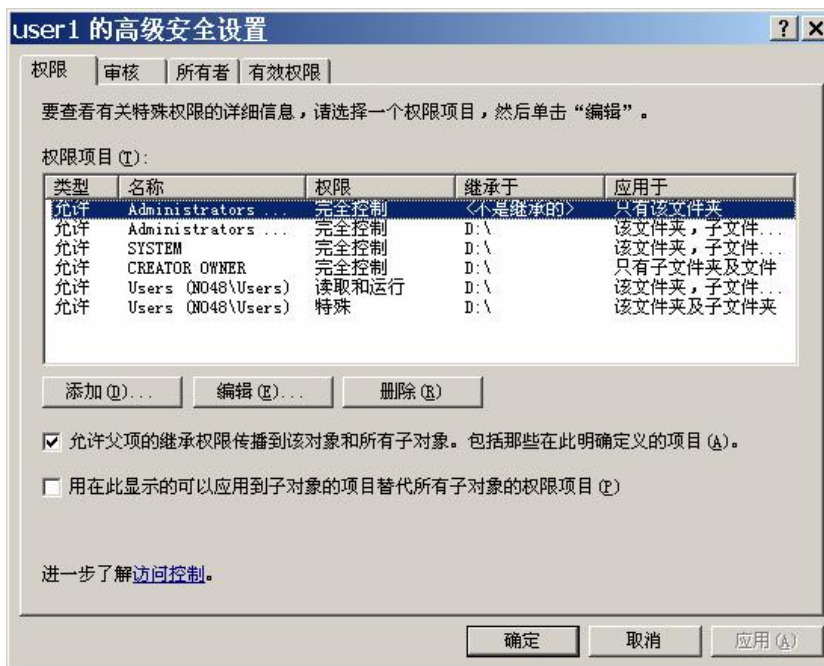 user1 的高级安全设置
权限 审核 所有者 有效权限
要查看有关特殊权限的详细信息，请选择一个权限项目，然后单击“编辑”。
权限项目(T):
类型 名称 权限 继承于 应用于
允许 Administrators ... 完全控制 <不是继承的> 只有该文件夹
允许 Administrators ... 完全控制 D:\ 该文件夹，子文件...
允许 SYSTEM 完全控制 D:\ 该文件夹，子文件...
允许 CREATOR OWNER 完全控制 D:\ 只有子文件夹及文件
允许 Users (NO48\Users) 读取和运行 D:\ 该文件夹，子文件...
允许 Users (NO48\Users) 特殊 D:\ 该文件夹及子文件夹
添加(D)... 编辑(E)... 删除(R)
允许父项的继承权限传播到该对象和所有子对象。包括那些在此明确定义的项目(A)。
用在此显示的可以应用到子对象的项目替代所有子对象的权限项目(P)
进一步了解访问控制。
确定 取消 应用(A)